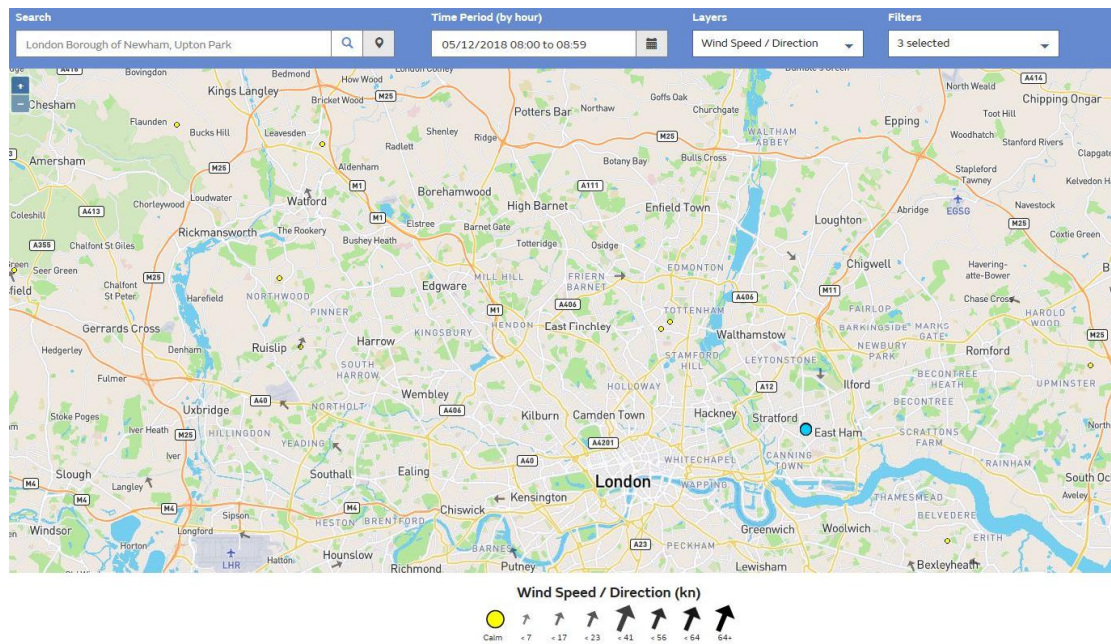 Search
Time Period (by hour)
Layers
Filters
London Borough of Newham, Upton Park
05/12/2018 08:00 to 08:59
Wind Speed / Direction
3 selected
Bovingdon
Bedmond
How Wood
London Colney
Goffs Oak
Churchgate
A414
North Weald
Kings Langley
Bricket Wood
M25
Potters Bar
Northaw
Chipping Ongar
Chesham
Toot Hill
Flaunden
Bucks Hill
Leavesden
Shenley
Ridge
M25
WALTHAM ABBEY
Epping
Woodhatch
Stanford Rivers
Radlett
Amersham
M25
Aldenham
Botany Bay
Bulls Cross
Stapleford Tawney
Kelvedon
Loudwater
M1
Borehamwood
A111
Chorleywood
Watford
High Barnet
Enfield Town
Abridge
EGSG
Navestock
Coleshill
A413
M1
Elstree
Barnet Gate
Loughton
Rickmansworth
The Rookery
Bushey Heath
Totteridge
Osidge
Coxtie Green
A355
Chalfont St Giles
Seer Green
M25
Chalfont St Peter
Harefield
NORTHWOOD
Edgware
MILL HILL
FRIERN BARNET
EDMONTON
Chigwell
Havering-atte-Bower
M11
A406
A406
Chase Cross
PINNER
M1
HENDON
TOTTENHAM
FAIRLOP
HAROLD WOOD
Gerrards Cross
KINGSBURY
East Finchley
Walthamstow
BARKINGSIDE
MARKS GATE
M25
Hedgerley
Denham
Ruislip
Harrow
STAMFORD HILL
LEYTONSTONE
NEWBURY PARK
Romford
Fulmer
SOUTH HARROW
HOLLOWAY
A12
Ilford
BECONTREE HEATH
UPMINSTER
Wembley
Stoke Poges
Uxbridge
A40
NORTHOLT
A406
Kilburn
Camden Town
Hackney
Stratford
BECONTREE
Iver Heath
M25
HILLINGDON
YEADING
A4201
East Ham
SCRATTONS FARM
Iver
A40
WHITECHAPEL
CANNING TOWN
RAINHAM
Slough
Southall
Ealing
London
WAPPING
M4
Langley
M4
M4
Kensington
THAMESMEAD
Aveley
Sipson
HESTON
BRENTFORD
M4
Chiswick
BELVEDERE
Windsor
Horton
Longford
Greenwich
Woolwich
ERITH
LHR
Hatton
Hounslow
BARNES
A23
PECKHAM
Richmond
Putney
Lewisham
Bexleyheath
Wind Speed / Direction (kn)
Calm
< 7
< 17
< 23
< 41
< 56
< 64
64+